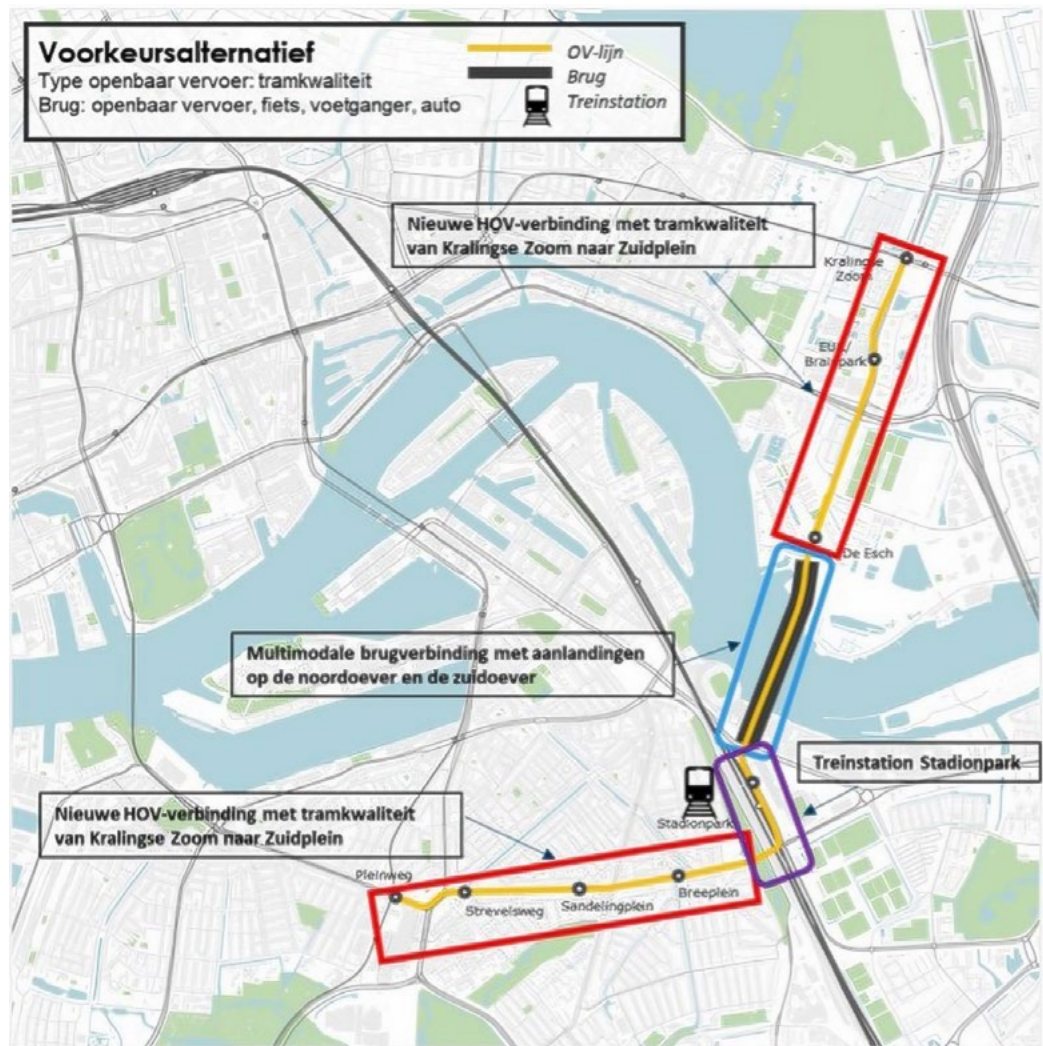 Voorkeursalternatief
Type openbaar vervoer: tramkwaliteit
Brug: openbaar vervoer, fiets, voetganger, auto
OV-lijn
Brug
Treinstation
Nieuwe HOV-verbinding met tramkwaliteit
van Kralingse Zoom naar Zuidplein
Kralingse
Zoom
EUR/
Brainpark
De Esch
Multimodale brugverbinding met aanlandingen
op de noordoever en de zuidoever
Treinstation Stadionpark
Stadionpark
Nieuwe HOV-verbinding met tramkwaliteit
van Kralingse Zoom naar Zuidplein
Pleinweg
Strevelsweg
Sandelingplein
Breeplein